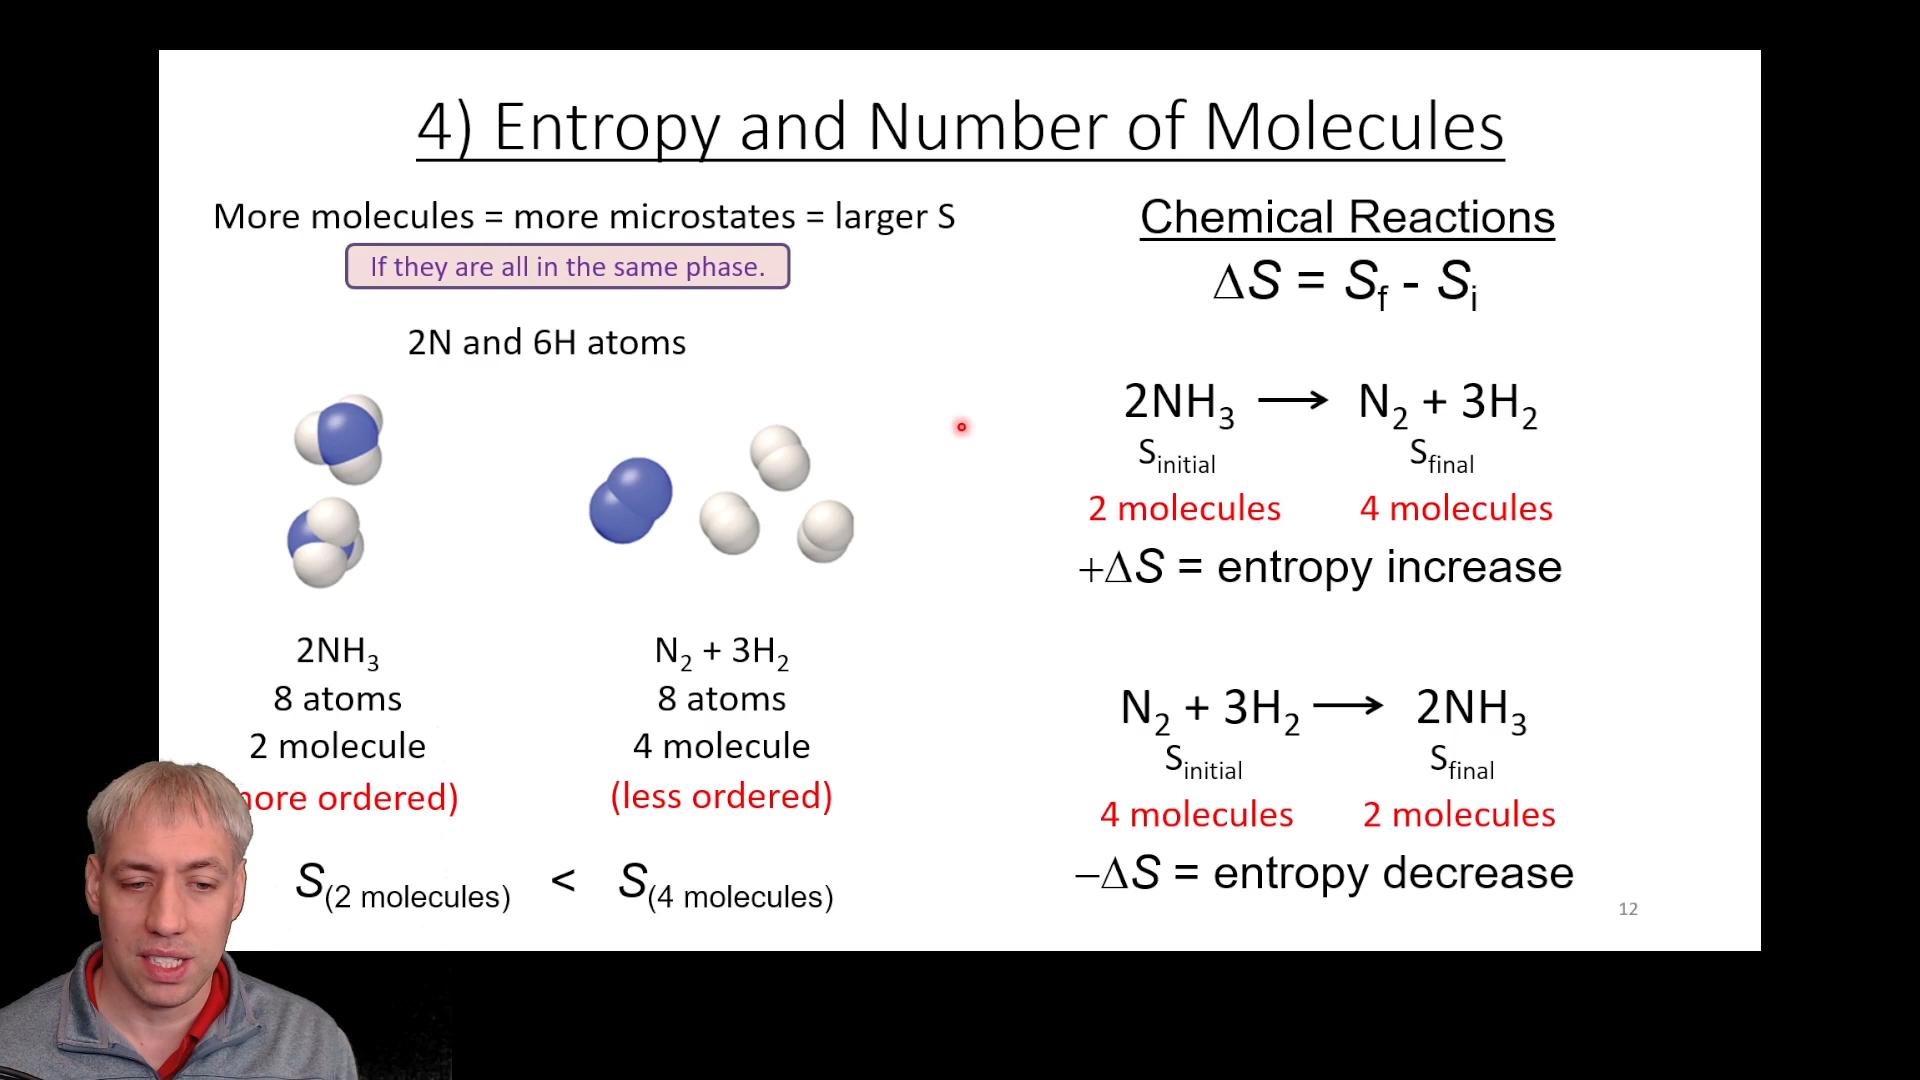 4) Entropy and Number of Molecules
More molecules = more microstates = larger S
If they are all in the same phase.
2N and 6H atoms
2NH₃
8 atoms
2 molecule
ore ordered)
N₂ + 3H₂
8 atoms
4 molecule
(less ordered)
S(2 molecules) < S(4 molecules)
Chemical Reactions
ΔS = Sf - Si
2NH₃ ⟶ N₂ + 3H₂
Sinitial Sfinal
2 molecules 4 molecules
+ΔS = entropy increase
N₂ + 3H₂ ⟶ 2NH₃
Sinitial Sfinal
4 molecules 2 molecules
−ΔS = entropy decrease
12